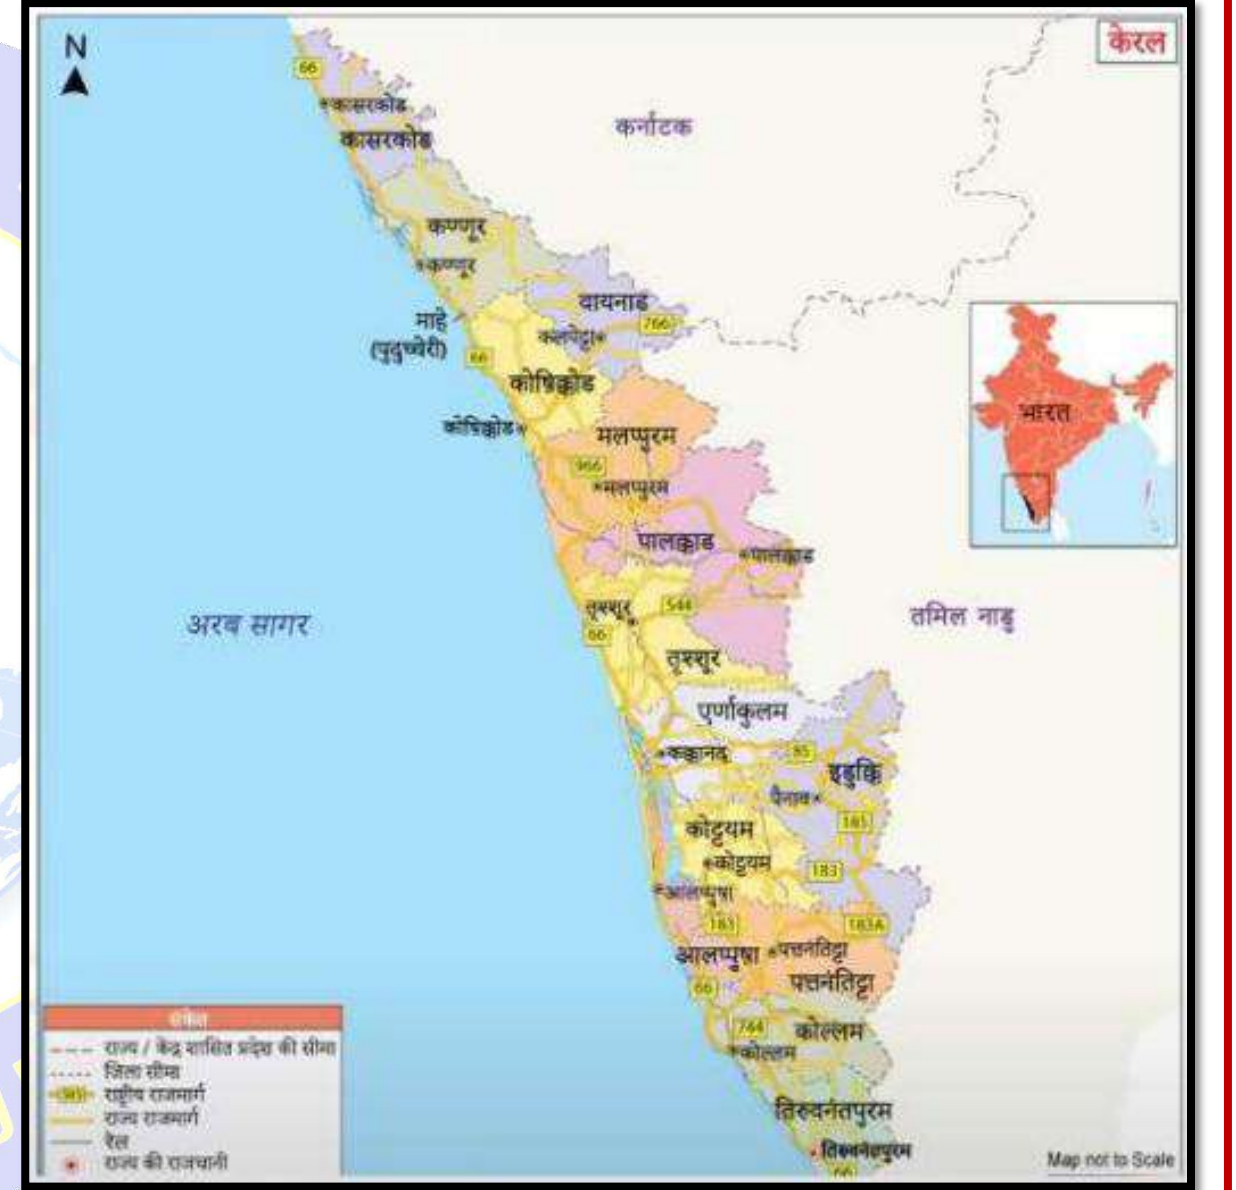 N
केरल
66
कासरकोड
कासरकोड
कर्नाटक
कण्णूर
कण्णूर
वायनाड
766
माहे
(पुदुच्चेरी)
कलपेट्टा
66
कोषिक्कोड
कोषिक्कोड
भारत
मलप्पुरम
966
मलप्पुरम
पालक्काड
पालक्काड
तृश्शूर
544
66
अरब सागर
तमिल नाडु
तृश्शूर
एर्णाकुलम
कक्कानद
85
इडुक्कि
पैनाव
185
कोट्टयम
कोट्टयम
183
आलप्पुषा
183
183A
आलप्पुषा
पत्तनंतिट्टा
पत्तनंतिट्टा
66
744
कोल्लम
कोल्लम
तिरुवनंतपुरम
तिरुवनंतपुरम
66
संकेत
राज्य / केंद्र शासित प्रदेश की सीमा
जिला सीमा
राष्ट्रीय राजमार्ग
राज्य राजमार्ग
रेल
राज्य की राजधानी
Map not to Scale